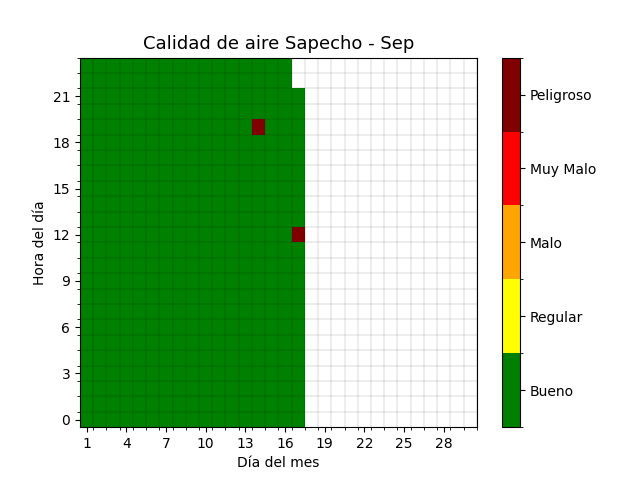 Calidad de aire Sapecho - Sep
Hora del día
21
18
15
12
9
6
3
0
1 4 7 10 13 16 19 22 25 28
Día del mes
Peligroso
Muy Malo
Malo
Regular
Bueno